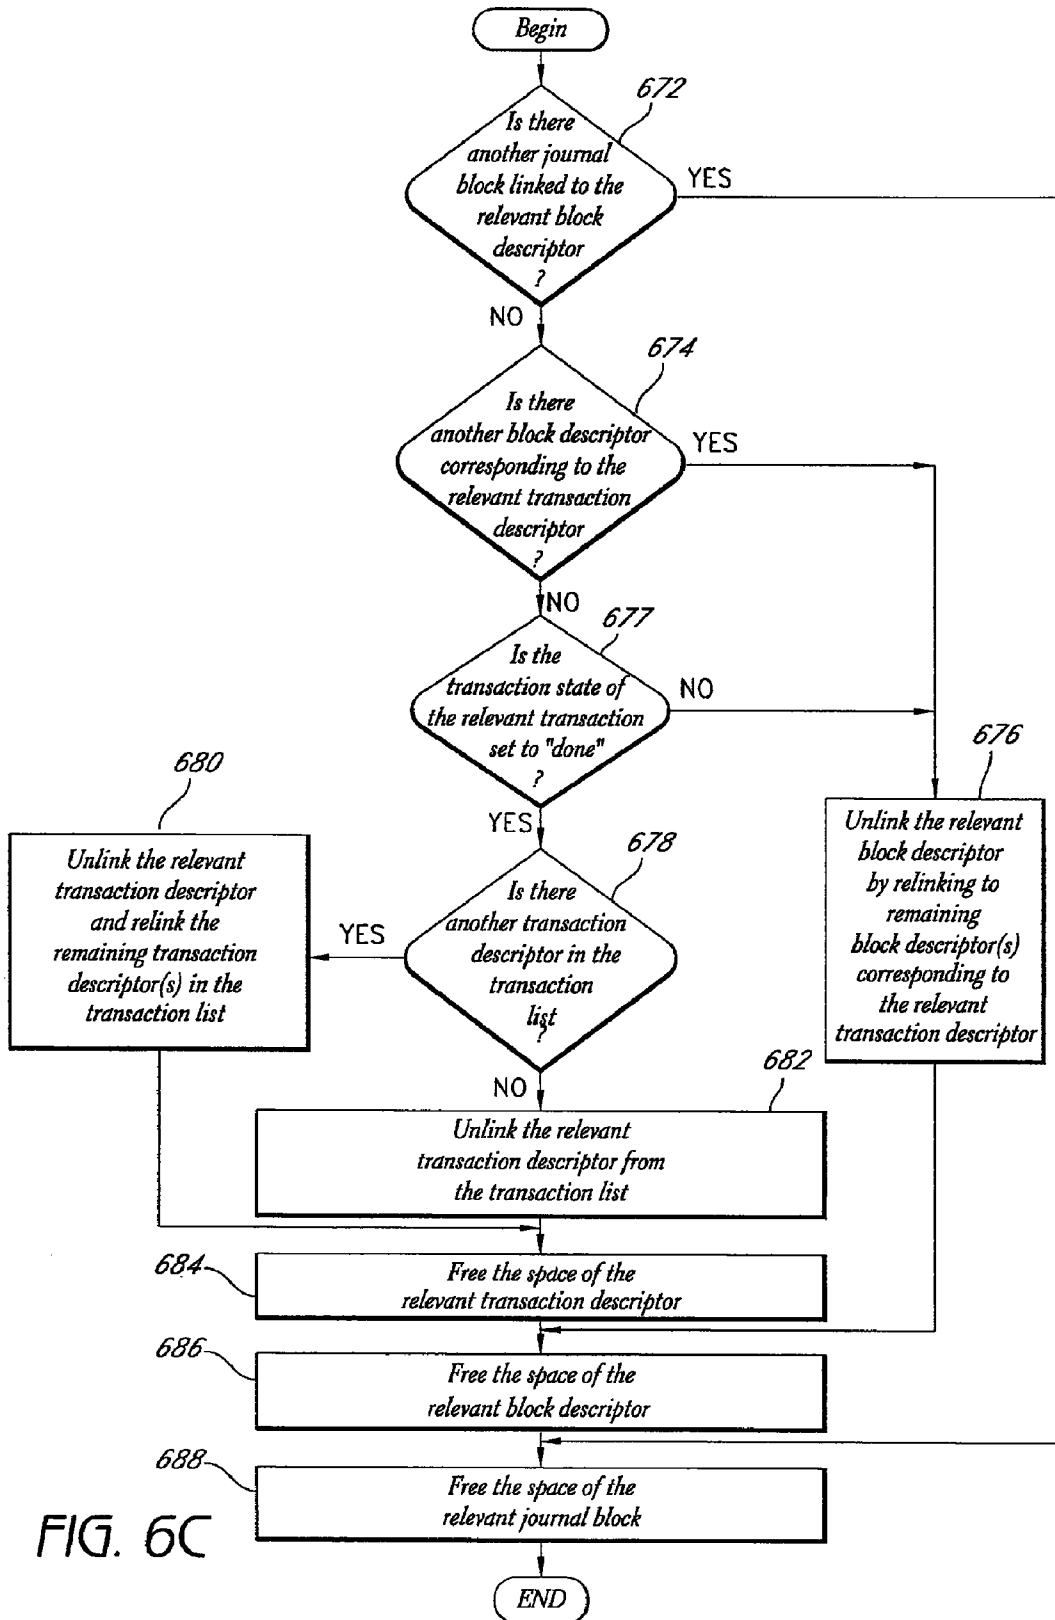 Begin
672
Is there
another journal
block linked to the
relevant block
descriptor
?
YES
NO
674
Is there
another block descriptor
corresponding to the
relevant transaction
descriptor
?
YES
NO
677
Is the
transaction state of
the relevant transaction
set to "done"
?
NO
YES
676
Unlink the relevant
block descriptor
by relinking to
remaining
block descriptor(s)
corresponding to
the relevant
transaction descriptor
678
Is there
another transaction
descriptor in the
transaction
list
?
YES
NO
680
Unlink the relevant
transaction descriptor
and relink the
remaining transaction
descriptor(s) in the
transaction list
682
Unlink the relevant
transaction descriptor from
the transaction list
684
Free the space of the
relevant transaction descriptor
686
Free the space of the
relevant block descriptor
688
Free the space of the
relevant journal block
END
FIG. 6C